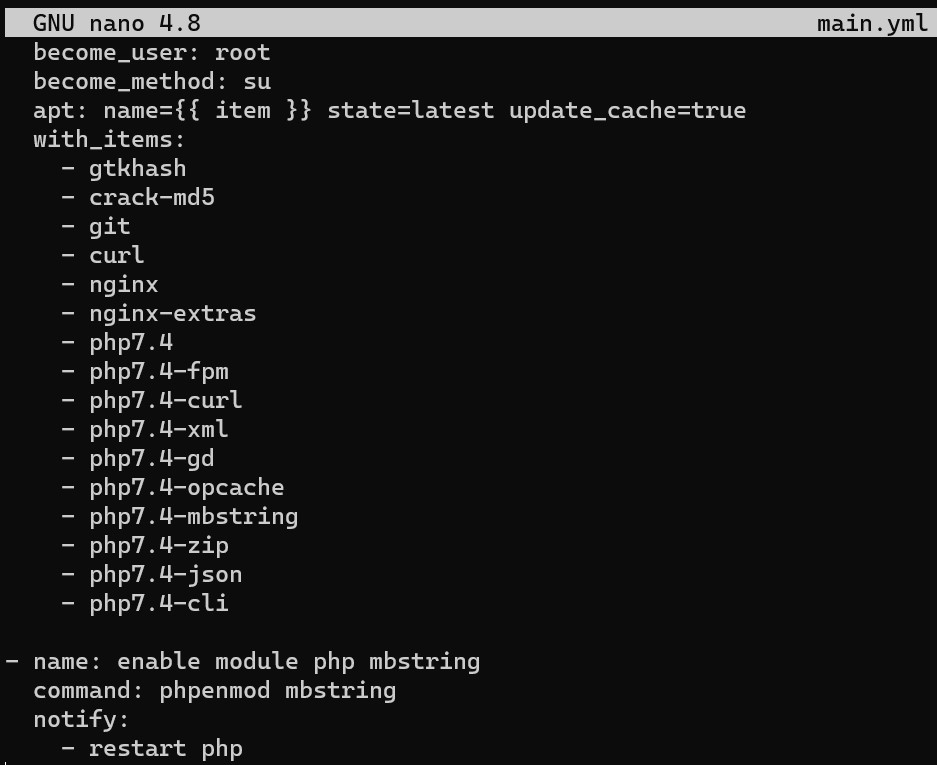 GNU nano 4.8 main.yml
become_user: root
become_method: su
apt: name={{ item }} state=latest update_cache=true
with_items:
- gtkhash
- crack-md5
- git
- curl
- nginx
- nginx-extras
- php7.4
- php7.4-fpm
- php7.4-curl
- php7.4-xml
- php7.4-gd
- php7.4-opcache
- php7.4-mbstring
- php7.4-zip
- php7.4-json
- php7.4-cli
- name: enable module php mbstring
command: phpenmod mbstring
notify:
- restart php